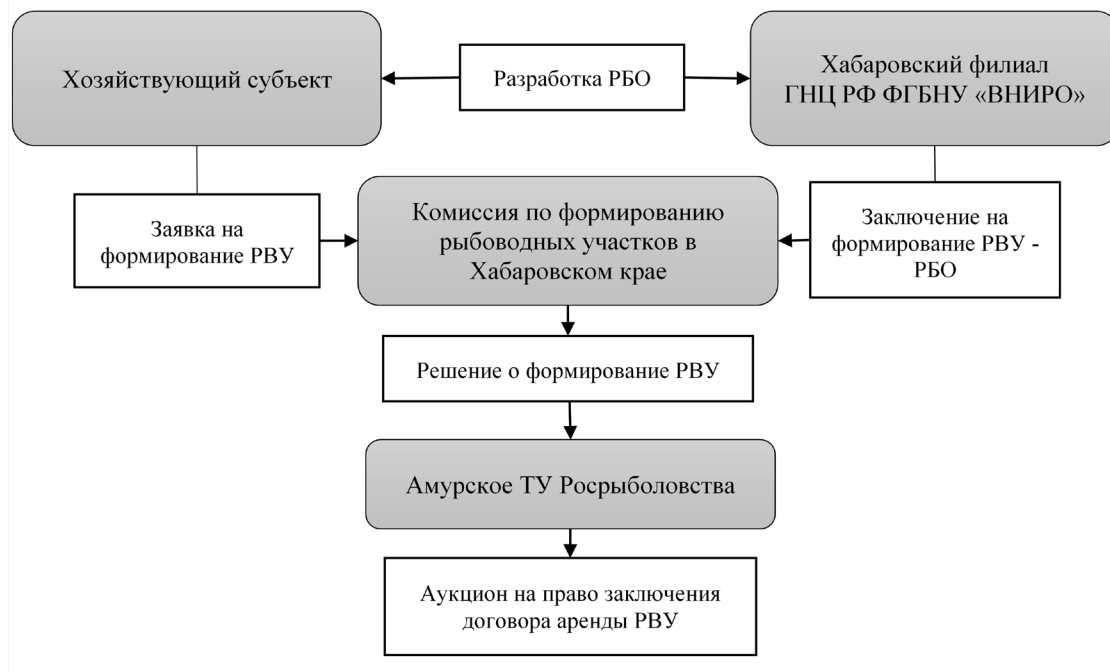 Хозяйствующий субъект
Разработка РБО
Хабаровский филиал
ГНЦ РФ ФГБНУ «ВНИРО»
Заявка на
формирование РВУ
Комиссия по формированию
рыбоводных участков в
Хабаровском крае
Заключение на
формирование РВУ -
РБО
Решение о формирование РВУ
Амурское ТУ Росрыболовства
Аукцион на право заключения
договора аренды РВУ